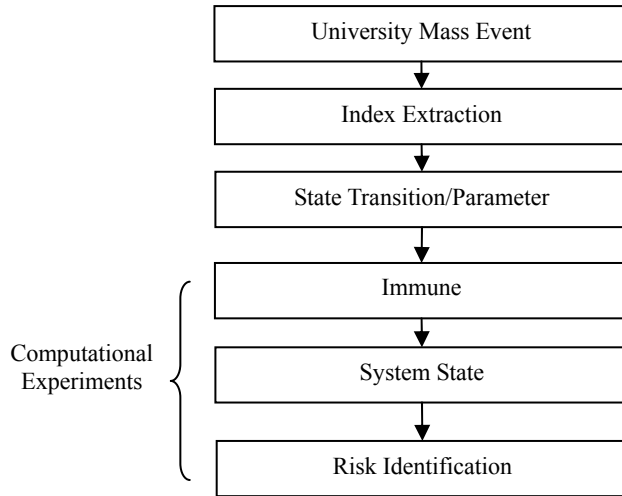 University Mass Event
Index Extraction
State Transition/Parameter
Immune
Computational
Experiments
System State
Risk Identification